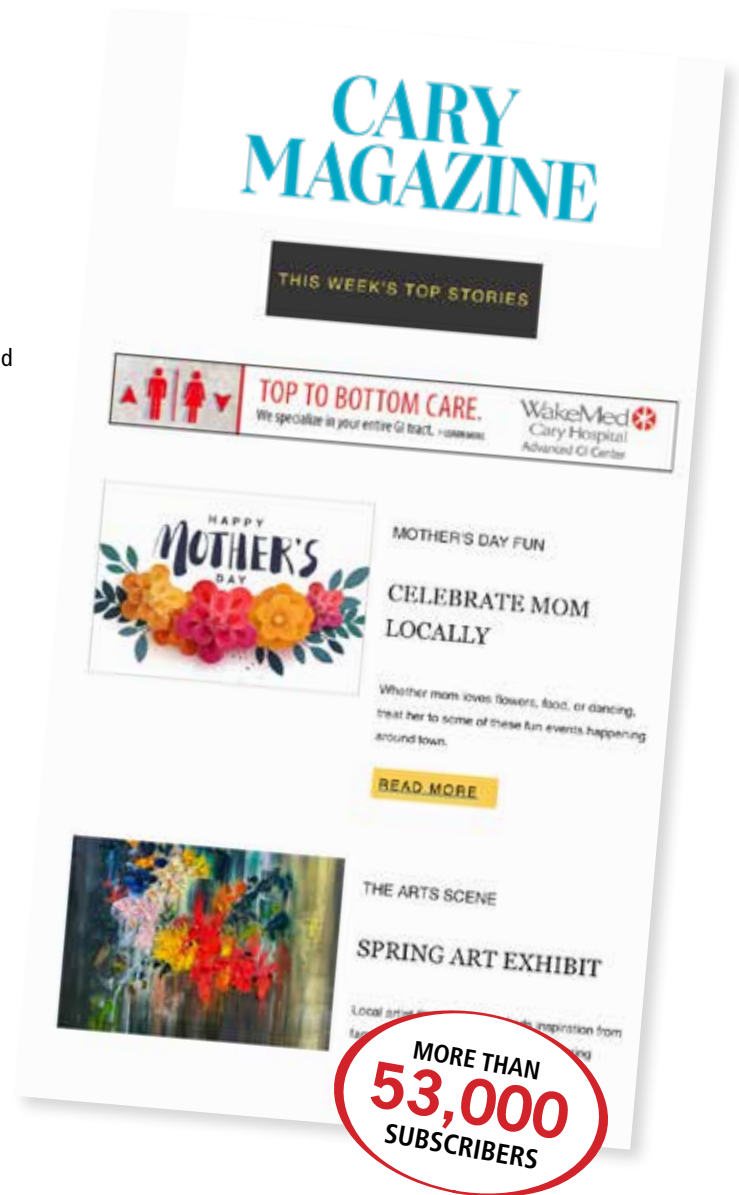 CARY
MAGAZINE
THIS WEEK'S TOP STORIES
d
TOP TO BOTTOM CARE.
We specialize in your entire GI tract. > LEARN MORE
WakeMed
Cary Hospital
Advanced GI Center
HAPPY
MOTHER'S
DAY
MOTHER'S DAY FUN
CELEBRATE MOM
LOCALLY
Whether mom loves flowers, food, or dancing,
treat her to some of these fun events happening
around town.
READ MORE
THE ARTS SCENE
SPRING ART EXHIBIT
Local artist inspiration from
MORE THAN
53,000
SUBSCRIBERS